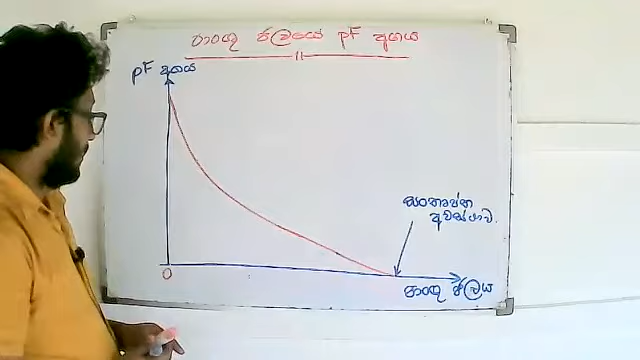 පාංශු ජලයේ pF අගය
pF අගය
සංතෘප්ත
අවස්ථාව.
0
පාංශු ජලය